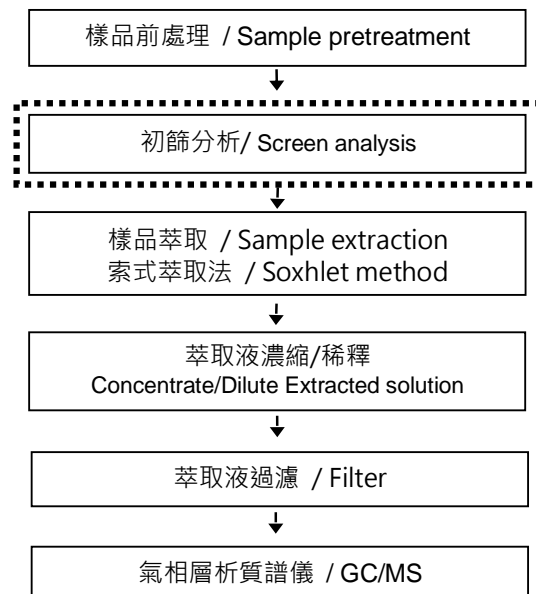 樣品前處理 / Sample pretreatment
初篩分析/ Screen analysis
樣品萃取 / Sample extraction
索式萃取法 / Soxhlet method
萃取液濃縮/稀釋
Concentrate/Dilute Extracted solution
萃取液過濾 / Filter
氣相層析質譜儀 / GC/MS